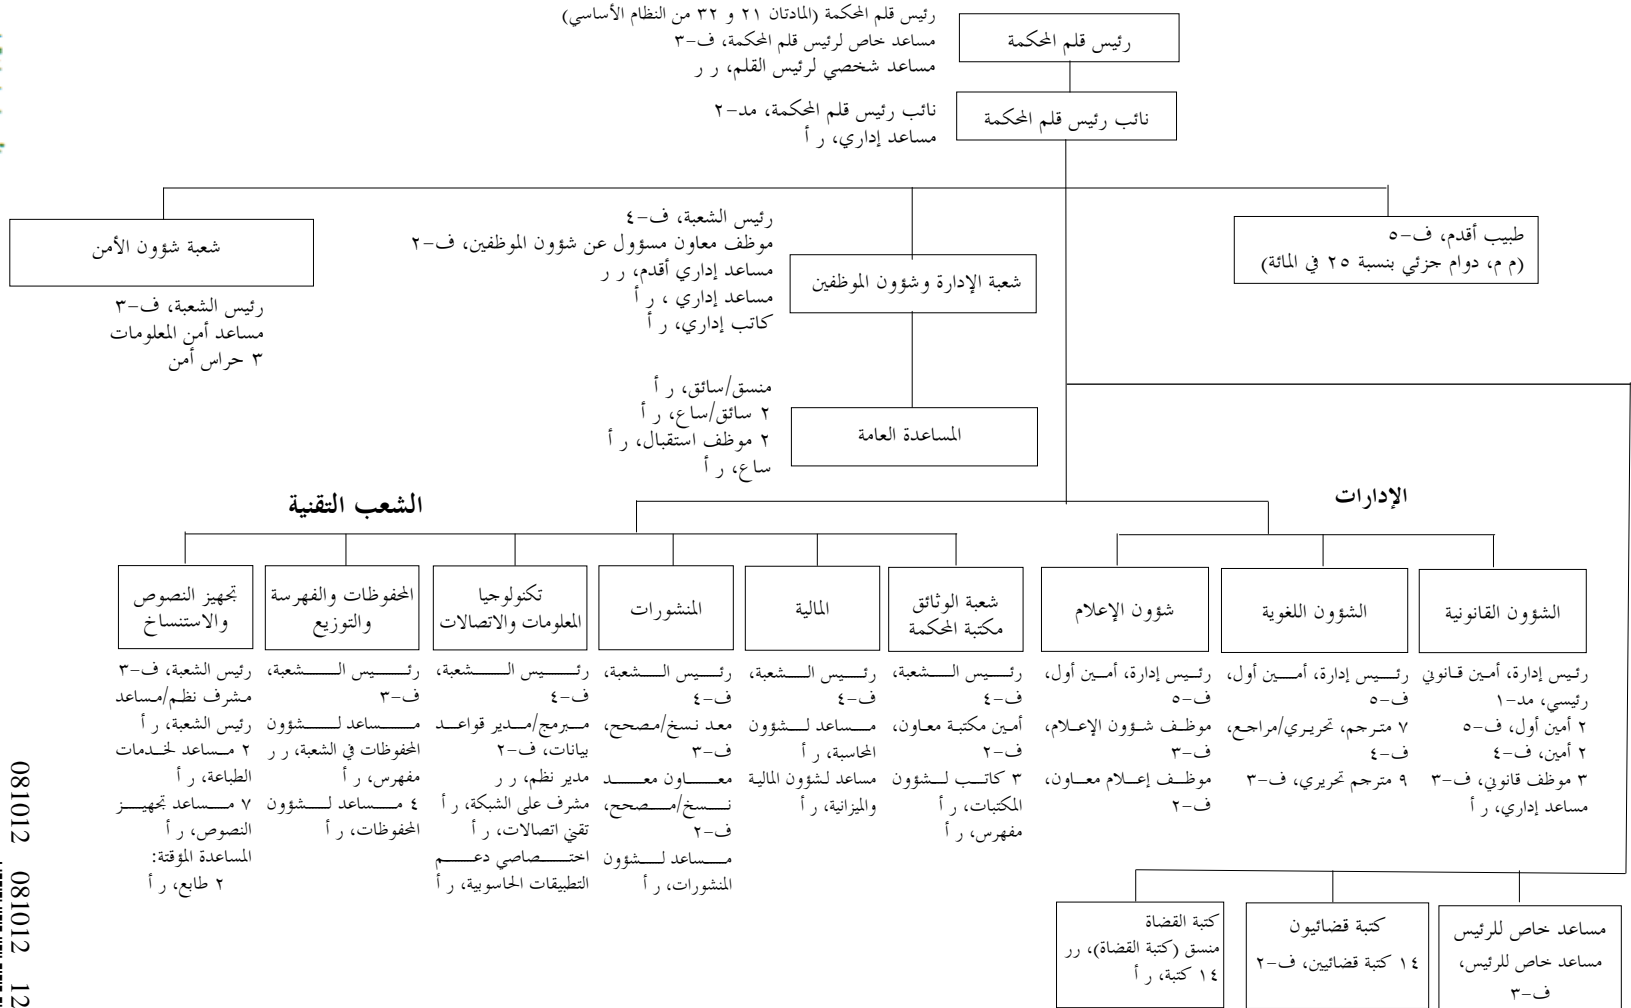 رئيس قلم المحكمة
رئيس قلم المحكمة (المادتان ٢١ و ٣٢ من النظام الأساسي)
مساعد خاص لرئيس قلم المحكمة، ف-٣
مساعد شخصي لرئيس القلم، ر ر
نائب رئيس قلم المحكمة
نائب رئيس قلم المحكمة، مد-٢
مساعد إداري، ر أ
طبيب أقدم، ف-٥
(م م، دوام جزئي بنسبة ٢٥ في المائة)
شعبة الإدارة وشؤون الموظفين
رئيس الشعبة، ف-٤
موظف معاون مسؤول عن شؤون الموظفين، ف-٢
مساعد إداري أقدم، ر ر
مساعد إداري ، ر أ
كاتب إداري، ر أ
شعبة شؤون الأمن
رئيس الشعبة، ف-٣
مساعد أمن المعلومات
٣ حراس أمن
المساعدة العامة
منسق/سائق، ر أ
٢ سائق/ساع، ر أ
٢ موظف استقبال، ر أ
ساع، ر أ
الإدارات
الشعب التقنية
الشؤون القانونية
رئيس إدارة، أمين قانوني
رئيسي، مد-١
٢ أمين أول، ف-٥
٢ أمين، ف-٤
٣ موظف قانوني، ف-٣
مساعد إداري، ر أ
الشؤون اللغوية
رئيس إدارة، أمين أول،
ف-٥
٧ مترجم، تحريري/مراجع،
ف-٤
٩ مترجم تحريري، ف-٣
شؤون الإعلام
رئيس إدارة، أمين أول،
ف-٥
موظف شؤون الإعلام،
ف-٣
موظف إعلام معاون،
ف-٢
شعبة الوثائق
مكتبة المحكمة
رئيس الشعبة،
ف-٤
أمين مكتبة معاون،
ف-٢
٣ كاتب لشؤون
المكتبات، ر أ
مفهرس، ر أ
المالية
رئيس الشعبة،
ف-٤
مساعد لشؤون
المحاسبة، ر أ
مساعد لشؤون المالية
والميزانية، ر أ
المنشورات
رئيس الشعبة،
ف-٤
معد نسخ/مصحح،
ف-٣
معاون معد
نسخ/مصحح،
ف-٢
مساعد لشؤون
المنشورات، ر أ
تكنولوجيا
المعلومات والاتصالات
رئيس الشعبة،
ف-٤
مبرمج/مدير قواعد
بيانات، ف-٢
مدير نظم، ر ر
مشرف على الشبكة، ر أ
تقني اتصالات، ر أ
اختصاصي دعم
التطبيقات الحاسوبية، ر أ
المحفوظات والفهرسة
والتوزيع
رئيس الشعبة،
ف-٣
مساعد لشؤون
المحفوظات في الشعبة، ر ر
مفهرس، ر أ
٤ مساعد لشؤون
المحفوظات، ر أ
تجهيز النصوص
والاستنساخ
رئيس الشعبة، ف-٣
مشرف نظم/مساعد
رئيس الشعبة، ر أ
٢ مساعد لخدمات
الطباعة، ر أ
٧ مساعد تجهيز
النصوص، ر أ
المساعدة المؤقتة:
٢ طابع، ر أ
مساعد خاص للرئيس
مساعد خاص للرئيس،
ف-٣
كتبة قضائيون
١٤ كتبة قضائيين، ف-٢
كتبة القضاة
منسق (كتبة القضاة)، رر
١٤ كتبة، ر أ
081012 081012 12